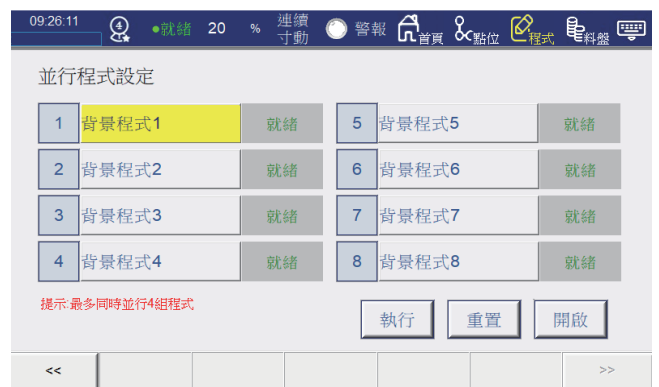 09:26:11 4 ●就緒 20 % 連續 寸動 警報 首頁 點位 程式 料盤
並行程式設定
1 背景程式1 就緒 5 背景程式5 就緒
2 背景程式2 就緒 6 背景程式6 就緒
3 背景程式3 就緒 7 背景程式7 就緒
4 背景程式4 就緒 8 背景程式8 就緒
提示:最多同時並行4組程式
執行 重置 開啟
<< >>